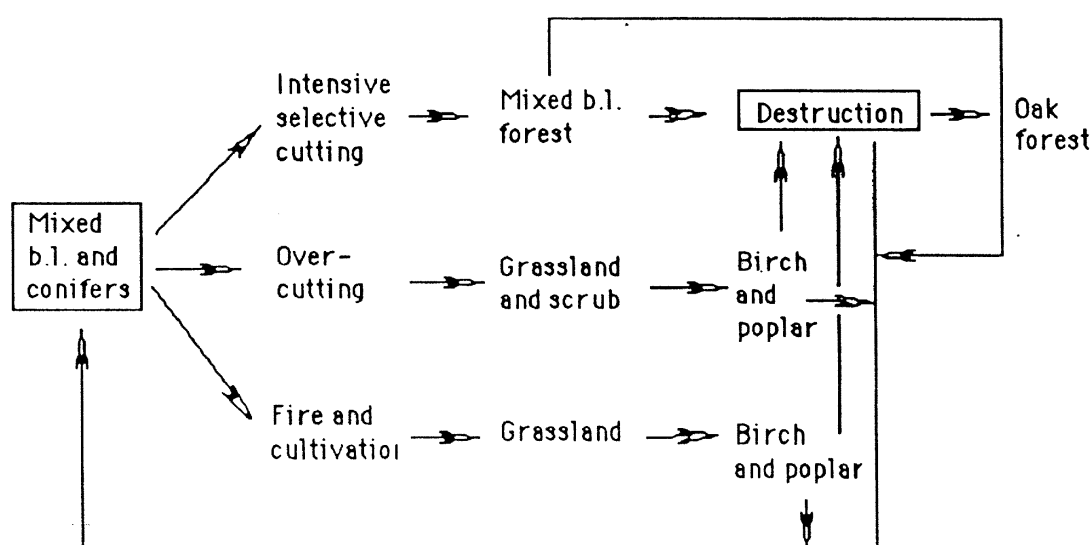 Intensive
selective
cutting
Mixed b.l.
forest
Destruction
Oak
forest
Mixed
b.l. and
conifers
Over-
cutting
Grassland
and scrub
Birch
and
poplar
Fire and
cultivation
Grassland
Birch
and poplar